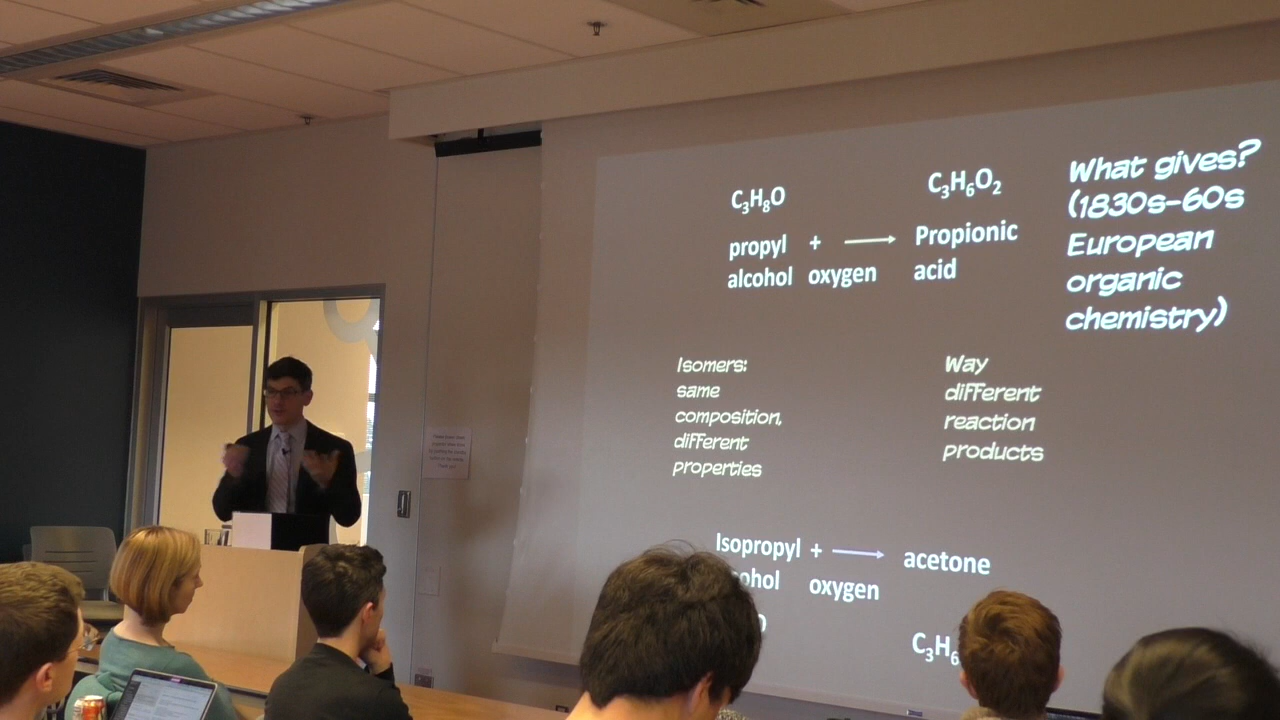 C₃H₈O
propyl + → Propionic
alcohol oxygen acid
C₃H₆O₂
What gives?
(1830s-60s
European
organic
chemistry)
Isomers:
same
composition,
different
properties
Way
different
reaction
products
Isopropyl + → acetone
oxygen
C₃H₆